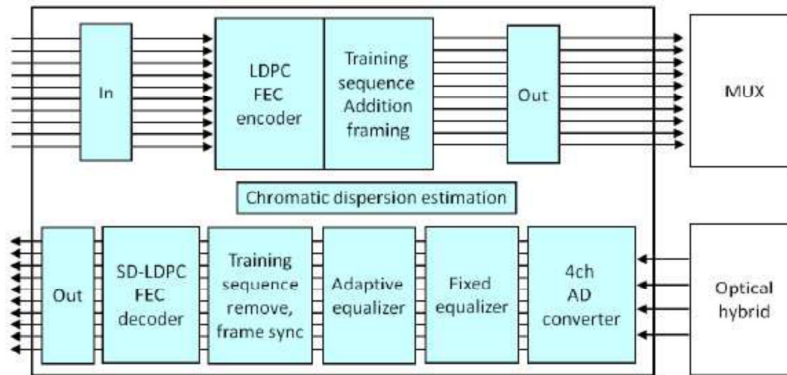 In
LDPC
FEC
encoder
Training
sequence
Addition
framing
Out
MUX
Chromatic dispersion estimation
Out
SD-LDPC
FEC
decoder
Training
sequence
remove,
frame sync
Adaptive
equalizer
Fixed
equalizer
4ch
AD
converter
Optical
hybrid